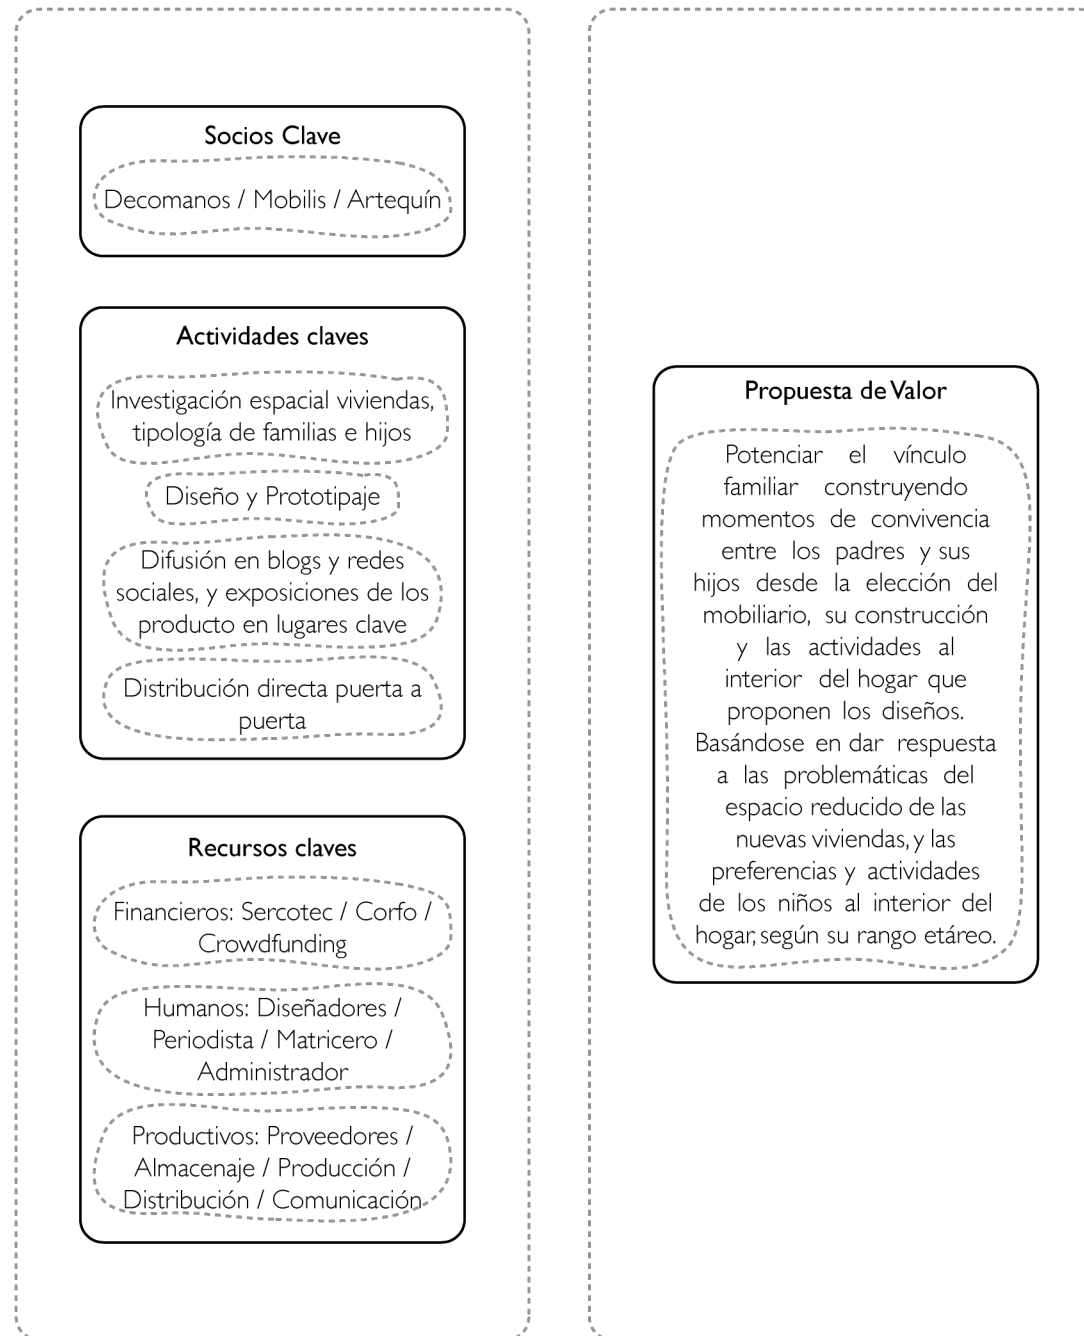 Socios Clave
Decomanos / Mobilis / Artequín
Actividades claves
Investigación espacial viviendas,
tipología de familias e hijos
Diseño y Prototipaje
Difusión en blogs y redes
sociales, y exposiciones de los
producto en lugares clave
Distribución directa puerta a
puerta
Recursos claves
Financieros: Sercotec / Corfo /
Crowdfunding
Humanos: Diseñadores /
Periodista / Matricero /
Administrador
Productivos: Proveedores /
Almacenaje / Producción /
Distribución / Comunicación
Propuesta de Valor
Potenciar el vínculo
familiar construyendo
momentos de convivencia
entre los padres y sus
hijos desde la elección del
mobiliario, su construcción
y las actividades al
interior del hogar que
proponen los diseños.
Basándose en dar respuesta
a las problemáticas del
espacio reducido de las
nuevas viviendas, y las
preferencias y actividades
de los niños al interior del
hogar, según su rango etáreo.